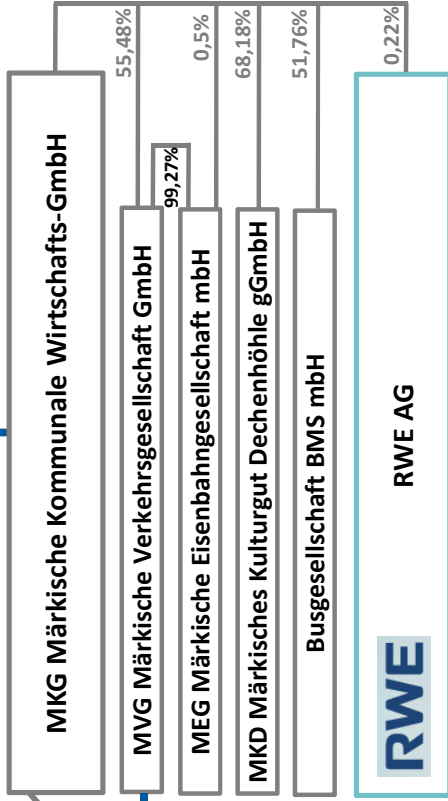 MKG Märkische Kommunale Wirtschafts-GmbH
55,48%
MVG Märkische Verkehrsgesellschaft GmbH
99,27%
0,5%
MEG Märkische Eisenbahngesellschaft mbH
68,18%
MKD Märkisches Kulturgut Dechenhöhle gGmbH
51,76%
Busgesellschaft BMS mbH
0,22%
RWE
RWE AG